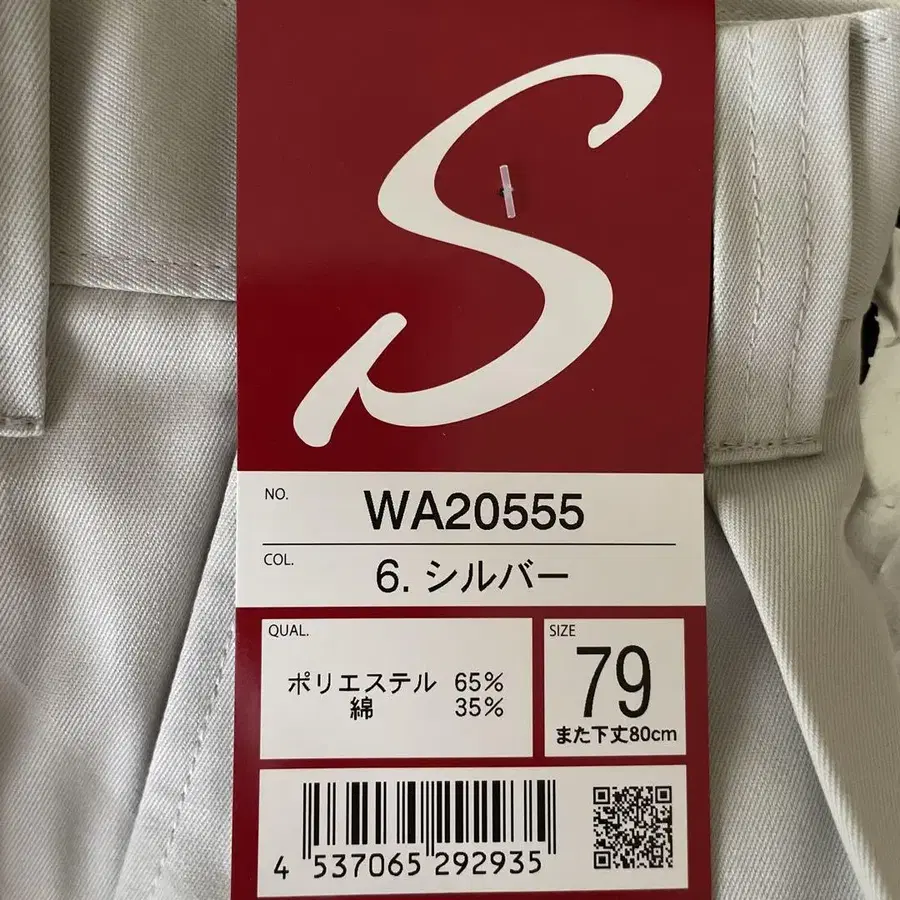 S
NO. WA20555
COL. 6. シルバー
QUAL.
ポリエステル 65%
綿 35%
SIZE
79
また下丈80cm
4 537065 292935